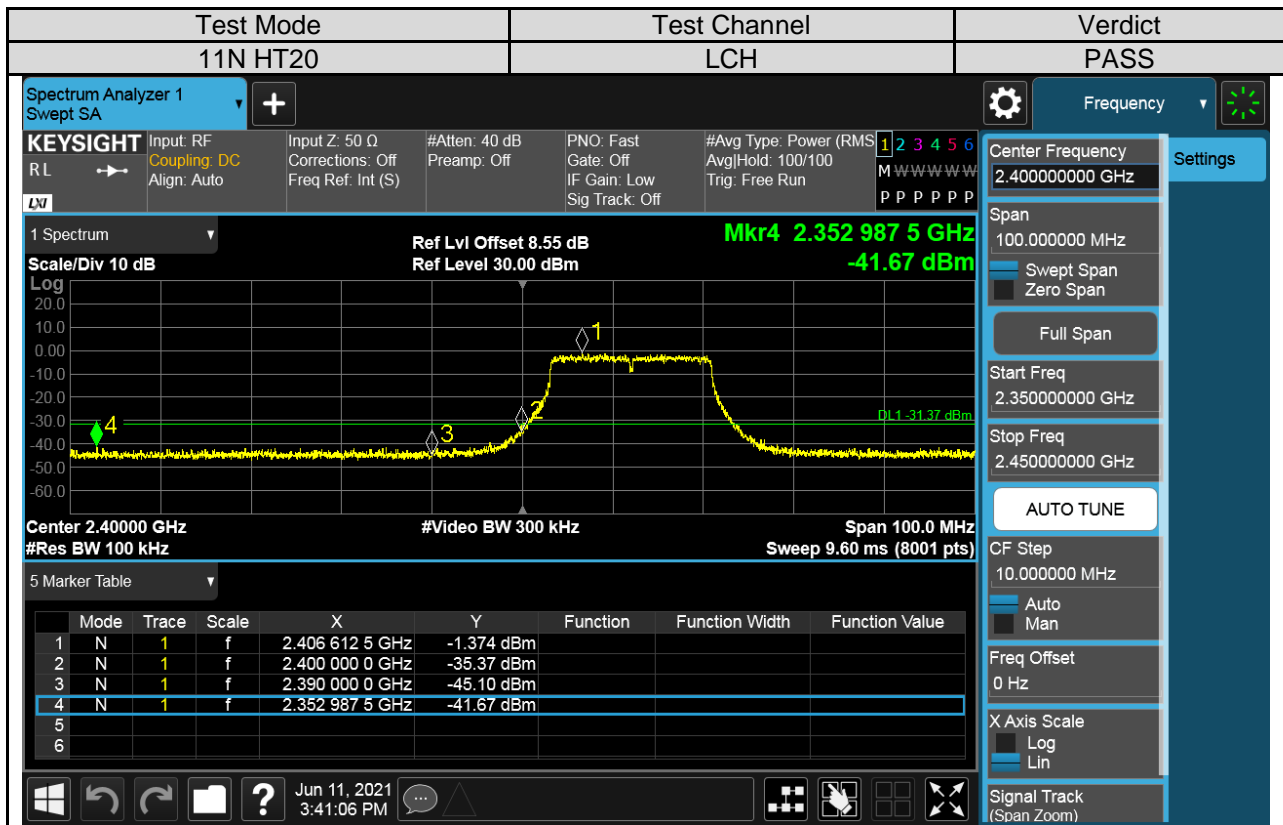 Test Mode Test Channel Verdict
11N HT20 LCH PASS
Spectrum Analyzer 1
Swept SA
+
Frequency
KEYSIGHT
RL
LXI
Input: RF
Coupling: DC
Align: Auto
Input Z: 50 Ω
Corrections: Off
Freq Ref: Int (S)
#Atten: 40 dB
Preamp: Off
PNO: Fast
Gate: Off
IF Gain: Low
Sig Track: Off
#Avg Type: Power (RMS
Avg|Hold: 100/100
Trig: Free Run
1 2 3 4 5 6
M W W W W W
P P P P P P
1 Spectrum
Scale/Div 10 dB
Ref Lvl Offset 8.55 dB
Ref Level 30.00 dBm
Mkr4 2.352 987 5 GHz
-41.67 dBm
Log
20.0
10.0
0.00
-10.0
-20.0
-30.0
-40.0
-50.0
-60.0
1
2
3
4
DL1 -31.37 dBm
Center 2.40000 GHz #Video BW 300 kHz Span 100.0 MHz
#Res BW 100 kHz Sweep 9.60 ms (8001 pts)
5 Marker Table
Mode Trace Scale X Y Function Function Width Function Value
1 N 1 f 2.406 612 5 GHz -1.374 dBm
2 N 1 f 2.400 000 0 GHz -35.37 dBm
3 N 1 f 2.390 000 0 GHz -45.10 dBm
4 N 1 f 2.352 987 5 GHz -41.67 dBm
5
6
?
Jun 11, 2021
3:41:06 PM
Center Frequency
2.400000000 GHz
Settings
Span
100.000000 MHz
Swept Span
Zero Span
Full Span
Start Freq
2.350000000 GHz
Stop Freq
2.450000000 GHz
AUTO TUNE
CF Step
10.000000 MHz
Auto
Man
Freq Offset
0 Hz
X Axis Scale
Log
Lin
Signal Track
(Span Zoom)